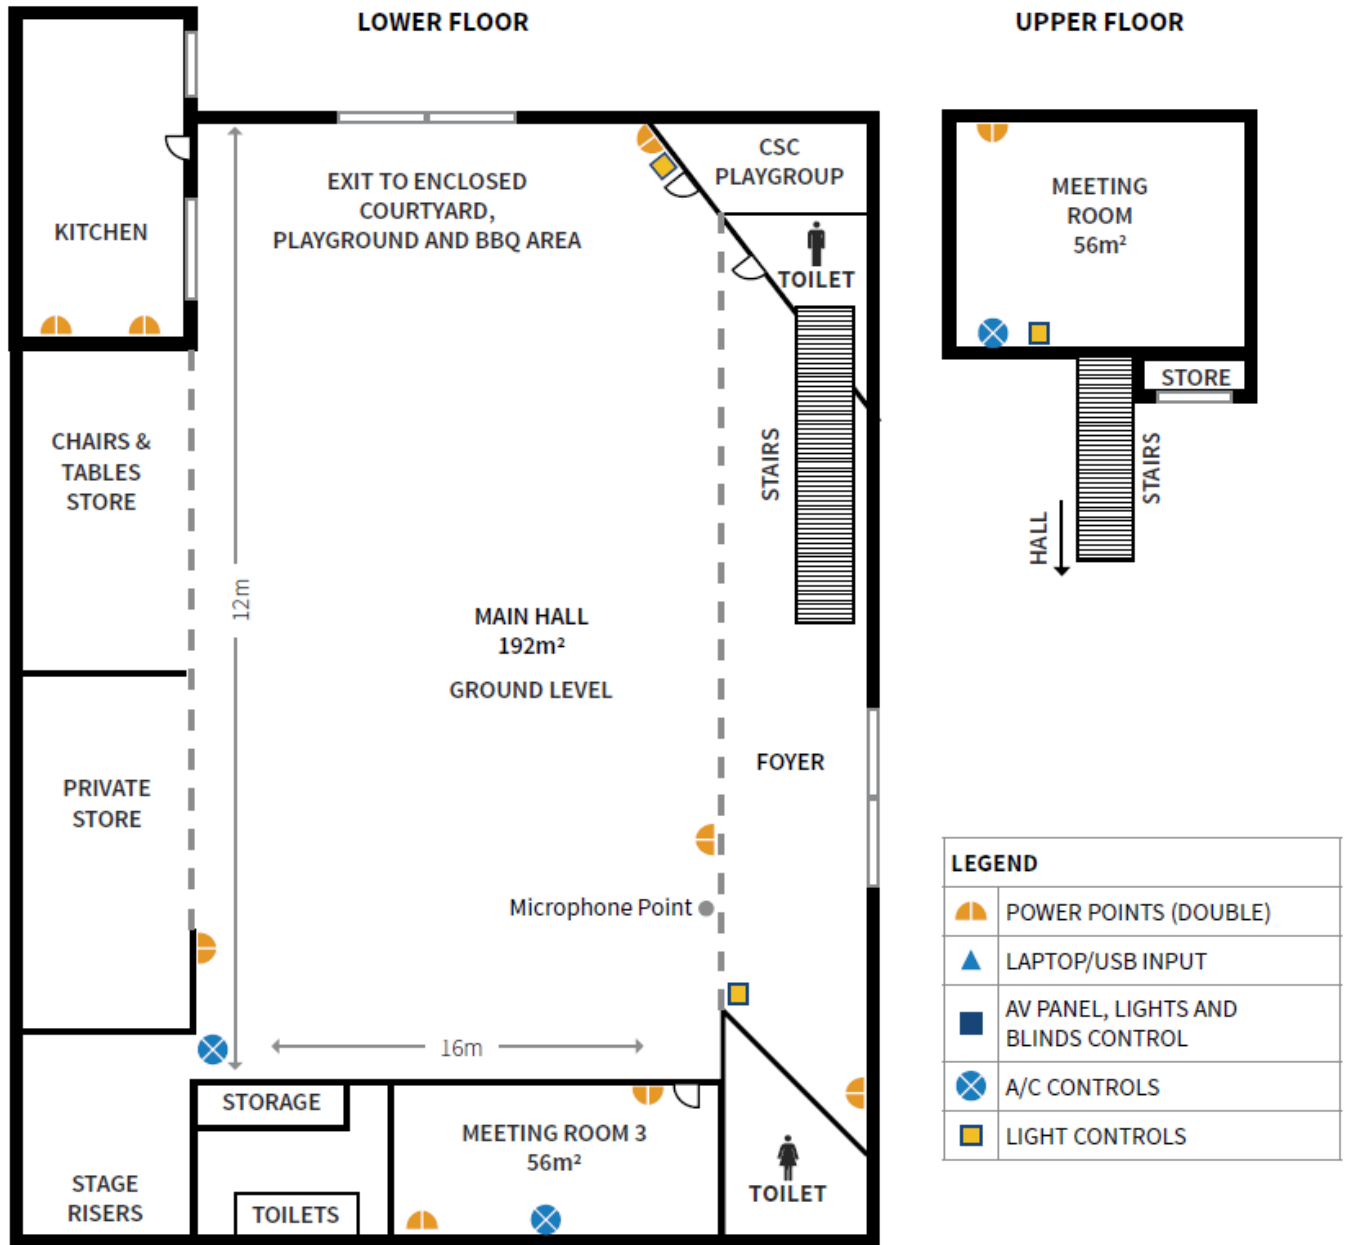 LOWER FLOOR
UPPER FLOOR
CSC
PLAYGROUP
EXIT TO ENCLOSED
COURTYARD,
PLAYGROUND AND BBQ AREA
KITCHEN
TOILET
MEETING
ROOM
56m²
STORE
STAIRS
HALL
CHAIRS &
TABLES
STORE
STAIRS
12m
MAIN HALL
192m²
GROUND LEVEL
FOYER
PRIVATE
STORE
Microphone Point
16m
STORAGE
MEETING ROOM 3
56m²
STAGE
RISERS
TOILETS
TOILET
LEGEND
POWER POINTS (DOUBLE)
LAPTOP/USB INPUT
AV PANEL, LIGHTS AND
BLINDS CONTROL
A/C CONTROLS
LIGHT CONTROLS